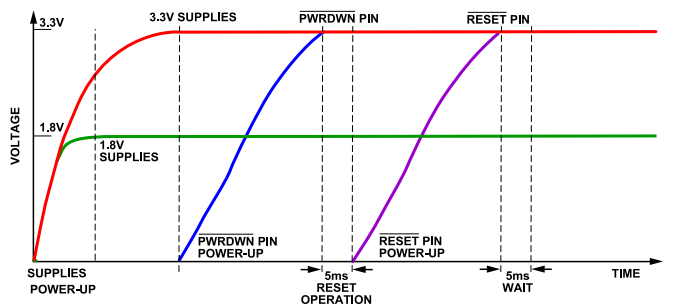 3.3V
3.3V SUPPLIES
PWRDWN PIN
RESET PIN
VOLTAGE
1.8V
1.8V
SUPPLIES
PWRDWN PIN
POWER-UP
RESET PIN
POWER-UP
SUPPLIES
POWER-UP
5ms
RESET
OPERATION
5ms
WAIT
TIME